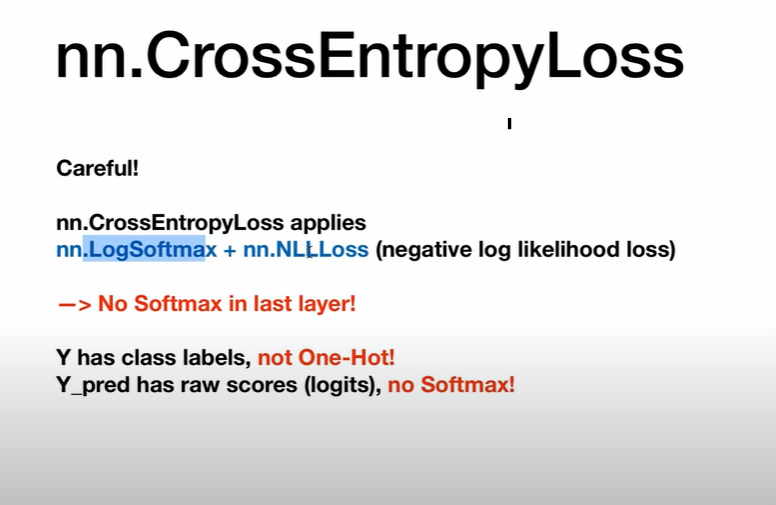 nn.CrossEntropyLoss
Careful!
nn.CrossEntropyLoss applies
nn.LogSoftmax + nn.NLLLoss (negative log likelihood loss)
—> No Softmax in last layer!
Y has class labels, not One-Hot!
Y_pred has raw scores (logits), no Softmax!